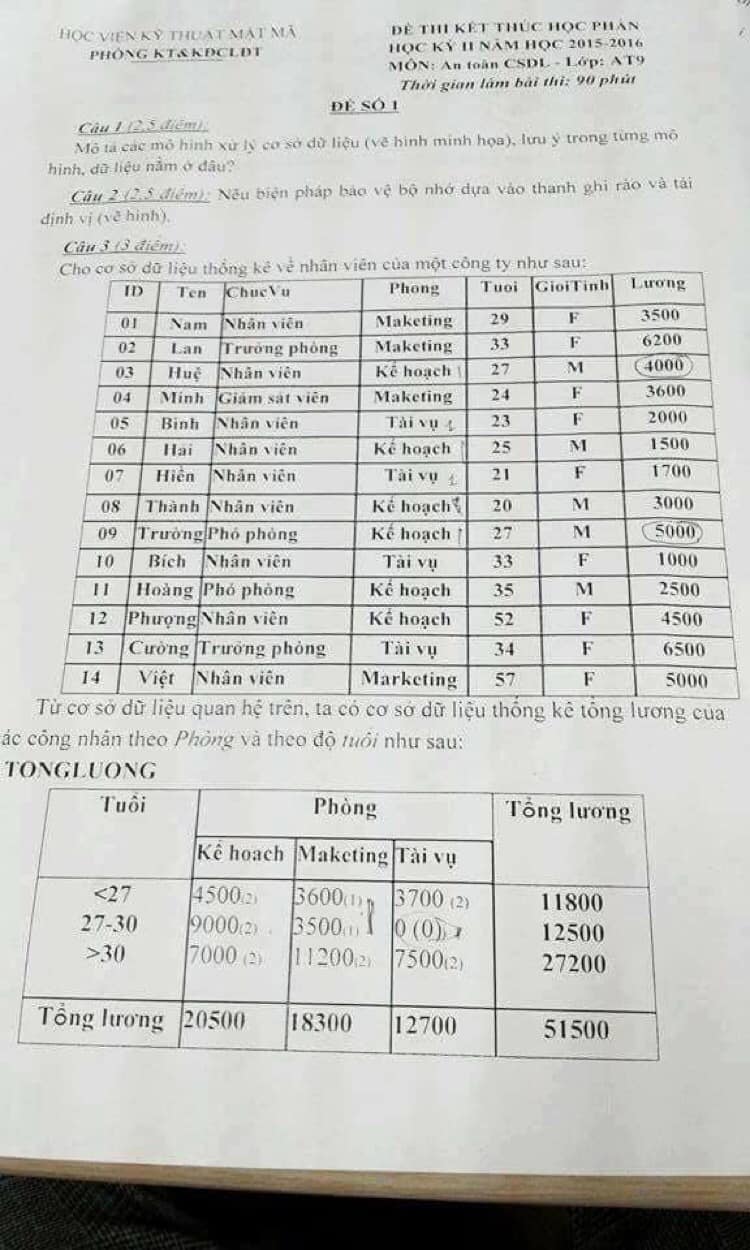 HỌC VIỆN KỸ THUẬT MẬT MÃ
PHÒNG KT&KĐCLĐT
ĐỀ THI KẾT THÚC HỌC PHẦN
HỌC KỲ II NĂM HỌC 2015-2016
MÔN: An toàn CSDL - Lớp: AT9
Thời gian làm bài thi: 90 phút
ĐỀ SỐ 1
Câu 1 (2,5 điểm):
Mô tả các mô hình xử lý cơ sở dữ liệu (vẽ hình minh họa), lưu ý trong từng mô
hình, dữ liệu nằm ở đâu?
Câu 2 (2,5 điểm): Nêu biện pháp bảo vệ bộ nhớ dựa vào thanh ghi rào và tái
định vị (vẽ hình).
Câu 3 (3 điểm):
Cho cơ sở dữ liệu thống kê về nhân viên của một công ty như sau:
ID Ten ChucVu Phong Tuoi GioiTinh Lương
01 Nam Nhân viên Maketing 29 F 3500
02 Lan Trưởng phòng Maketing 33 F 6200
03 Huệ Nhân viên Kế hoạch 27 M 4000
04 Minh Giám sát viên Maketing 24 F 3600
05 Bình Nhân viên Tài vụ 23 F 2000
06 Hải Nhân viên Kế hoạch 25 M 1500
07 Hiền Nhân viên Tài vụ 21 F 1700
08 Thành Nhân viên Kế hoạch 20 M 3000
09 Trường Phó phòng Kế hoạch 27 M 5000
10 Bích Nhân viên Tài vụ 33 F 1000
11 Hoàng Phó phòng Kế hoạch 35 M 2500
12 Phượng Nhân viên Kế hoạch 52 F 4500
13 Cường Trưởng phòng Tài vụ 34 F 6500
14 Việt Nhân viên Marketing 57 F 5000
Từ cơ sở dữ liệu quan hệ trên, ta có cơ sở dữ liệu thống kê tổng lương của
ác công nhân theo Phòng và theo độ tuổi như sau:
TONGLUONG
Tuổi Phòng Tổng lương
Kế hoach Maketing Tài vụ
<27 4500(2) 3600(1) 3700 (2) 11800
27-30 9000(2) 3500(1) 0 (0) 12500
>30 7000 (2) 11200(2) 7500(2) 27200
Tổng lương 20500 18300 12700 51500